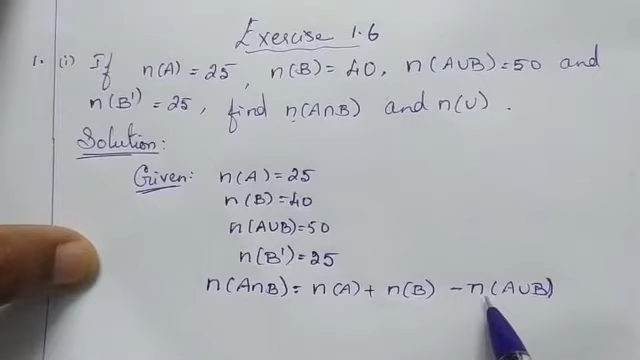 Exercise 1.6
1. (i) If n(A) = 25, n(B) = 40, n(A∪B) = 50 and
n(B') = 25, find n(A∩B) and n(U).
Solution:
Given: n(A) = 25
n(B) = 40
n(A∪B) = 50
n(B') = 25
n(A∩B) = n(A) + n(B) - n(A∪B)